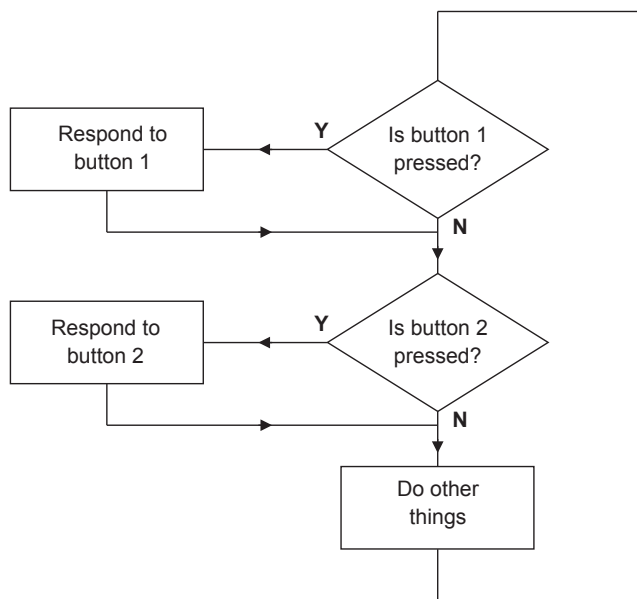 Is button 1
pressed?
Y
Respond to
button 1
N
Is button 2
pressed?
Y
Respond to
button 2
N
Do other
things